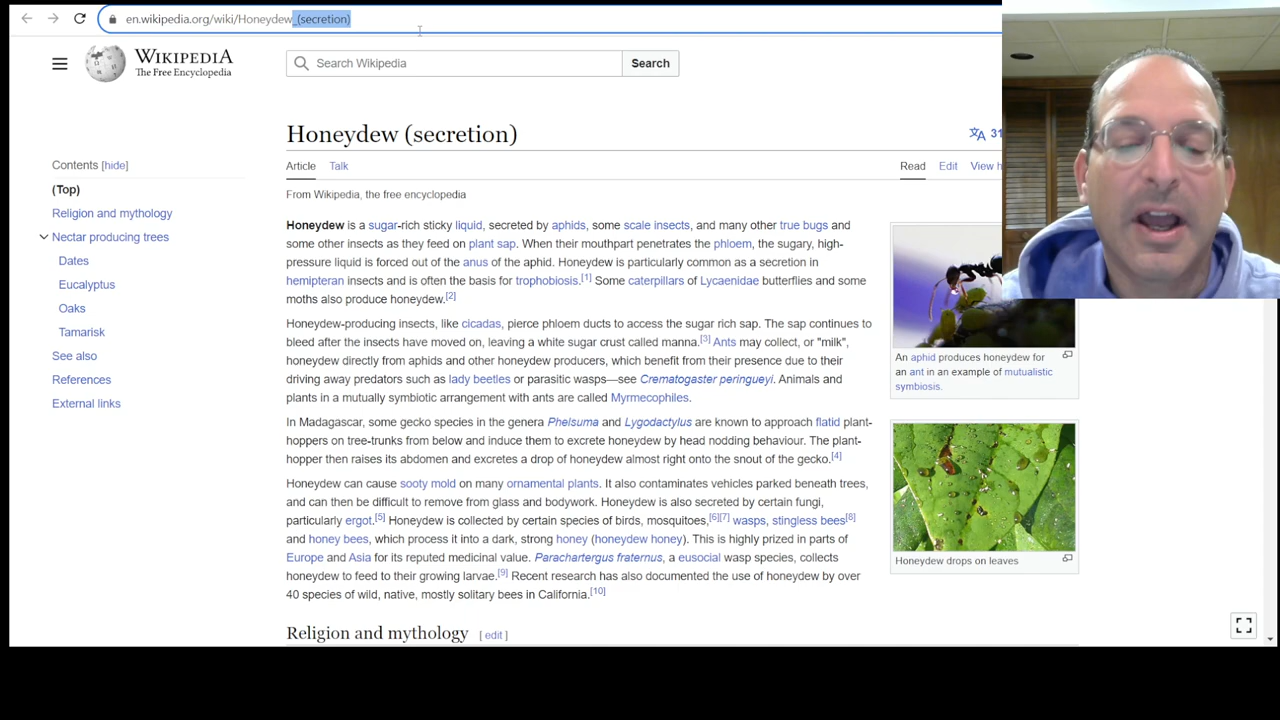 en.wikipedia.org/wiki/Honeydew_(secretion)
WIKIPEDIA
The Free Encyclopedia
Search Wikipedia
Search
Honeydew (secretion)
31
Article Talk
Read Edit View h
From Wikipedia, the free encyclopedia
Contents [hide]
(Top)
Religion and mythology
Nectar producing trees
Dates
Eucalyptus
Oaks
Tamarisk
See also
References
External links
Honeydew is a sugar-rich sticky liquid, secreted by aphids, some scale insects, and many other true bugs and
some other insects as they feed on plant sap. When their mouthpart penetrates the phloem, the sugary, high-
pressure liquid is forced out of the anus of the aphid. Honeydew is particularly common as a secretion in
hemipteran insects and is often the basis for trophobiosis.[1] Some caterpillars of Lycaenidae butterflies and some
moths also produce honeydew.[2]
Honeydew-producing insects, like cicadas, pierce phloem ducts to access the sugar rich sap. The sap continues to
bleed after the insects have moved on, leaving a white sugar crust called manna.[3] Ants may collect, or "milk",
honeydew directly from aphids and other honeydew producers, which benefit from their presence due to their
driving away predators such as lady beetles or parasitic wasps—see Crematogaster peringueyi. Animals and
plants in a mutually symbiotic arrangement with ants are called Myrmecophiles.
In Madagascar, some gecko species in the genera Phelsuma and Lygodactylus are known to approach flatid plant-
hoppers on tree-trunks from below and induce them to excrete honeydew by head nodding behaviour. The plant-
hopper then raises its abdomen and excretes a drop of honeydew almost right onto the snout of the gecko.[4]
Honeydew can cause sooty mold on many ornamental plants. It also contaminates vehicles parked beneath trees,
and can then be difficult to remove from glass and bodywork. Honeydew is also secreted by certain fungi,
particularly ergot.[5] Honeydew is collected by certain species of birds, mosquitoes,[6][7] wasps, stingless bees[8]
and honey bees, which process it into a dark, strong honey (honeydew honey). This is highly prized in parts of
Europe and Asia for its reputed medicinal value. Parachartergus fraternus, a eusocial wasp species, collects
honeydew to feed to their growing larvae.[9] Recent research has also documented the use of honeydew by over
40 species of wild, native, mostly solitary bees in California.[10]
Religion and mythology [ edit ]
An aphid produces honeydew for
an ant in an example of mutualistic
symbiosis.
Honeydew drops on leaves